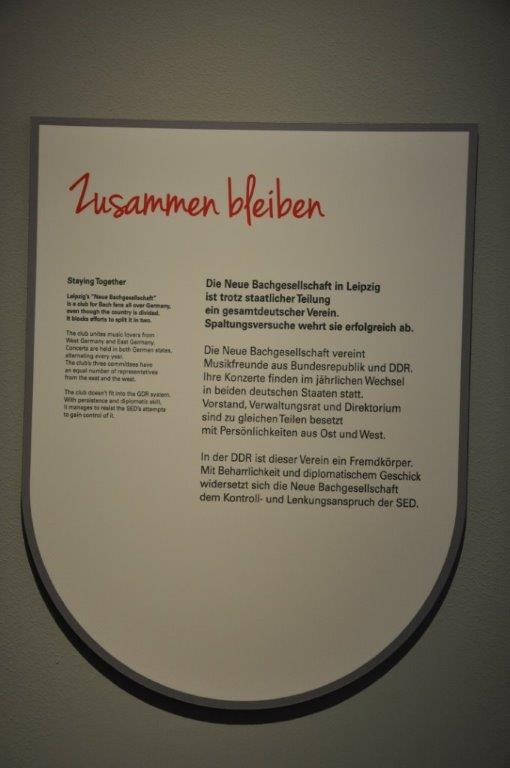 Zusammen bleiben
Staying Together
Leipzig's "Neue Bachgesellschaft"
is a club for Bach fans all over Germany,
even though the country is divided.
It blocks efforts to split it in two.
The club unites music lovers from
West Germany and East Germany.
Concerts are held in both German states,
alternating every year.
The club's three committees have
an equal number of representatives
from the east and the west.
The club doesn't fit into the GDR system.
With persistence and diplomatic skill,
it manages to resist the SED's attempts
to gain control of it.
Die Neue Bachgesellschaft in Leipzig
ist trotz staatlicher Teilung
ein gesamtdeutscher Verein.
Spaltungsversuche wehrt sie erfolgreich ab.
Die Neue Bachgesellschaft vereint
Musikfreunde aus Bundesrepublik und DDR.
Ihre Konzerte finden im jährlichen Wechsel
in beiden deutschen Staaten statt.
Vorstand, Verwaltungsrat und Direktorium
sind zu gleichen Teilen besetzt
mit Persönlichkeiten aus Ost und West.
In der DDR ist dieser Verein ein Fremdkörper.
Mit Beharrlichkeit und diplomatischem Geschick
widersetzt sich die Neue Bachgesellschaft
dem Kontroll- und Lenkungsanspruch der SED.